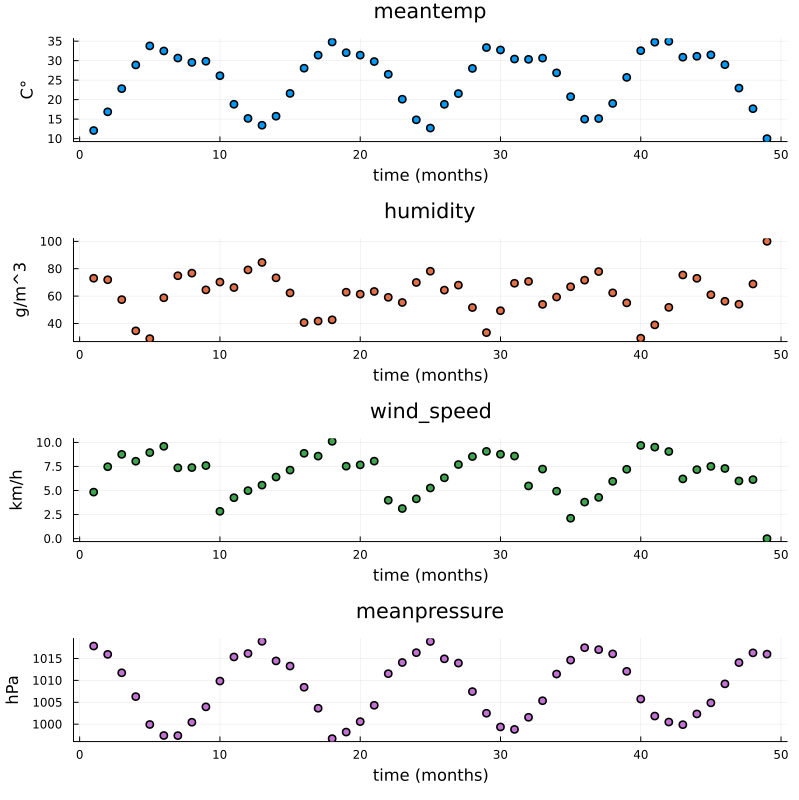 meantemp
35
30
25
20
15
10
C°
0 10 20 30 40 50
time (months)
humidity
100
80
60
40
g/m^3
0 10 20 30 40 50
time (months)
wind_speed
10.0
7.5
5.0
2.5
0.0
km/h
0 10 20 30 40 50
time (months)
meanpressure
1015
1010
1005
1000
hPa
0 10 20 30 40 50
time (months)